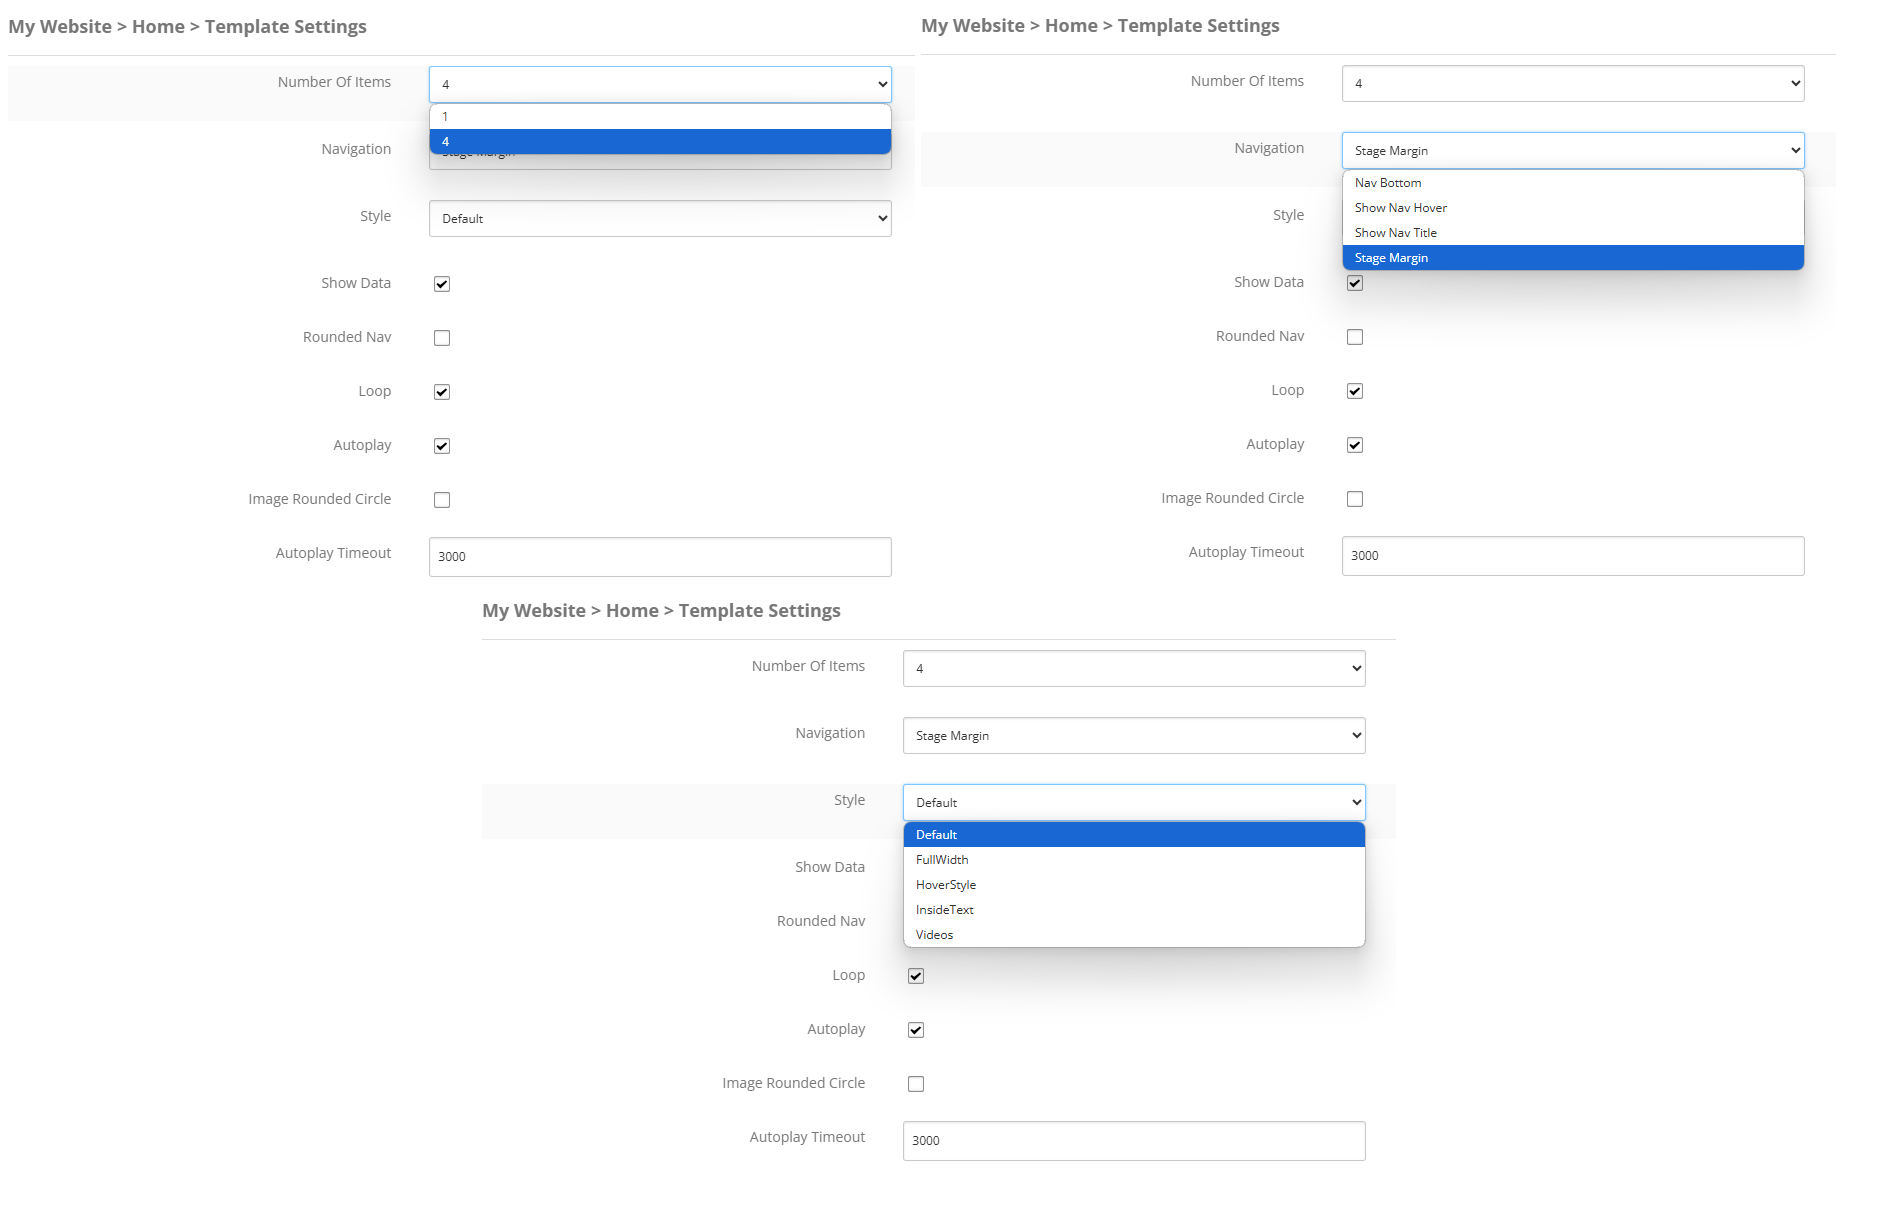 My Website > Home > Template Settings
Number Of Items
4
1
4
Navigation
Stage Margin
Style
Default
Show Data
Rounded Nav
Loop
Autoplay
Image Rounded Circle
Autoplay Timeout
3000
My Website > Home > Template Settings
Number Of Items
4
Navigation
Stage Margin
Nav Bottom
Show Nav Hover
Show Nav Title
Stage Margin
Style
Show Data
Rounded Nav
Loop
Autoplay
Image Rounded Circle
Autoplay Timeout
3000
My Website > Home > Template Settings
Number Of Items
4
Navigation
Stage Margin
Style
Default
Default
FullWidth
HoverStyle
InsideText
Videos
Show Data
Rounded Nav
Loop
Autoplay
Image Rounded Circle
Autoplay Timeout
3000